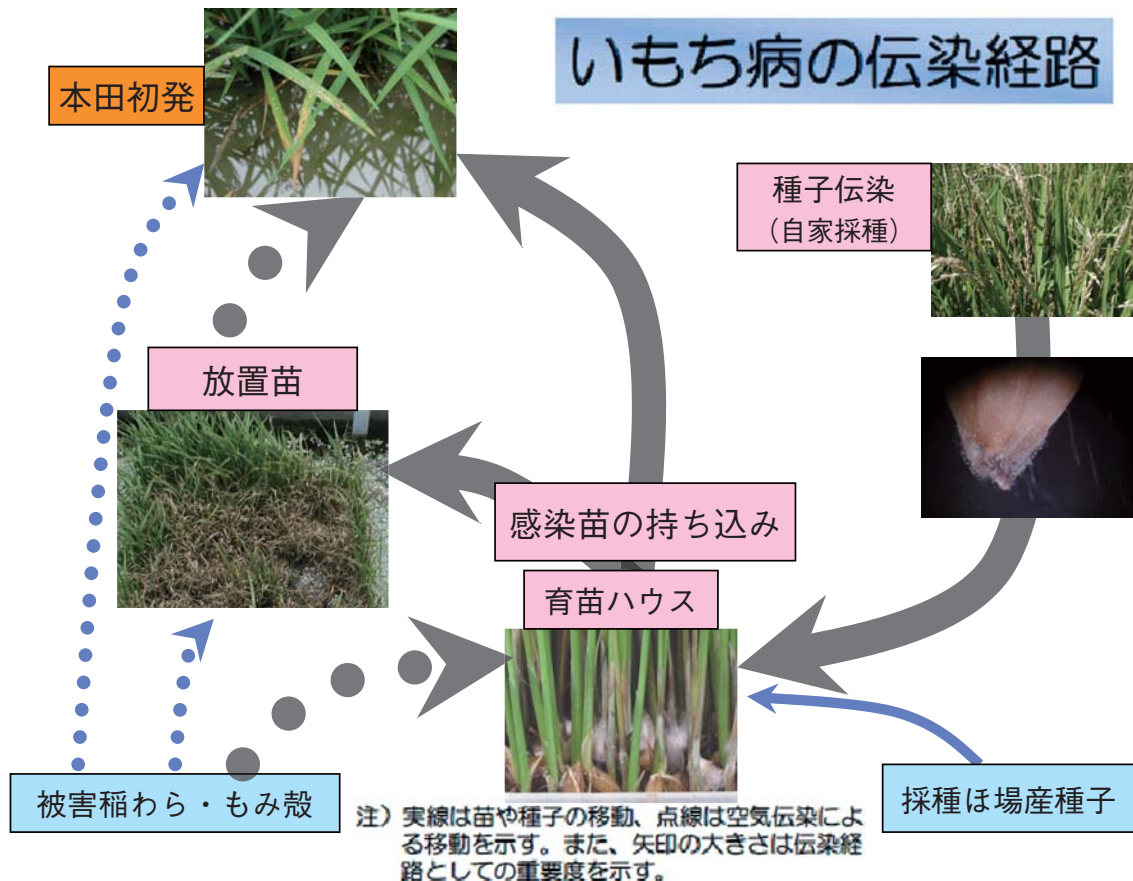 いもち病の伝染経路
本田初発
種子伝染
（自家採種）
放置苗
感染苗の持ち込み
育苗ハウス
被害稲わら・もみ殻
採種ほ場産種子
注）実線は苗や種子の移動、点線は空気伝染によ
る移動を示す。また、矢印の大きさは伝染経
路としての重要度を示す。